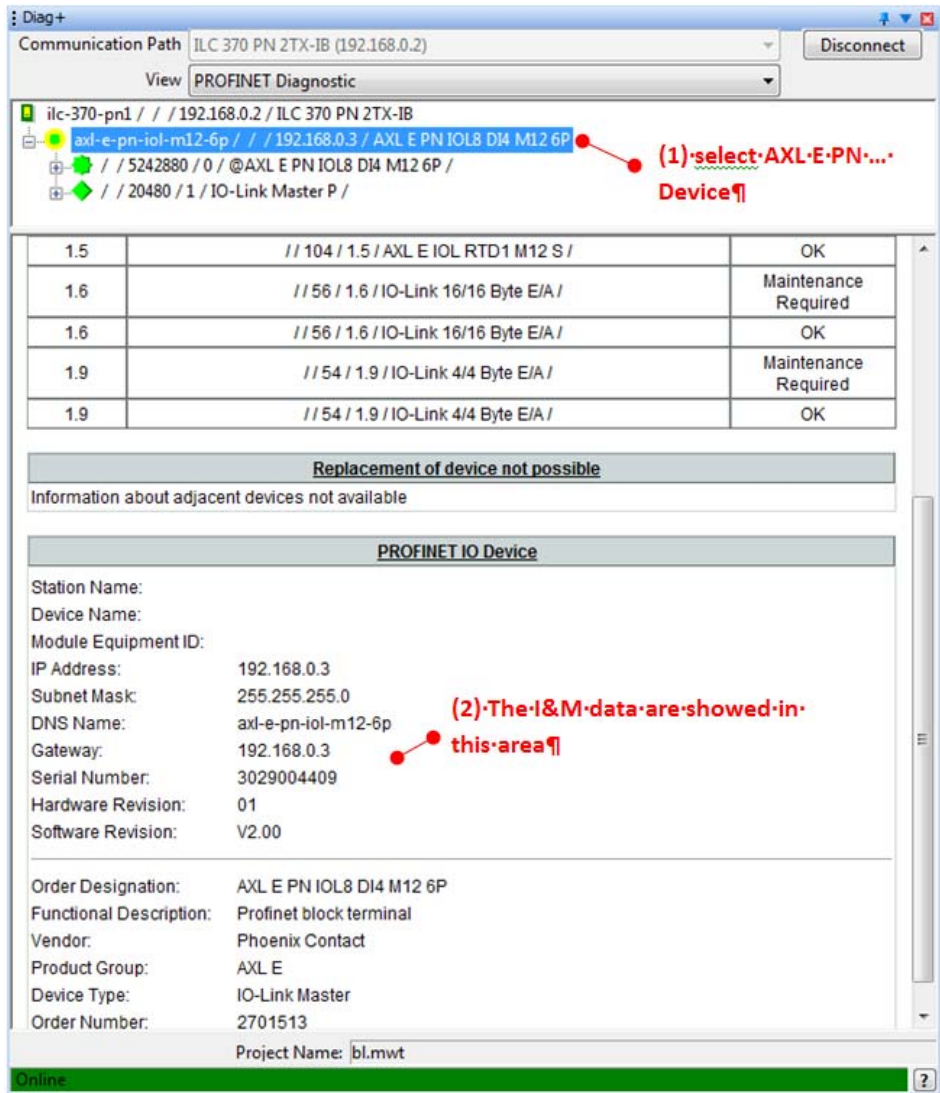 Diag+
Communication Path ILC 370 PN 2TX-IB (192.168.0.2) Disconnect
View PROFINET Diagnostic
ilc-370-pn1 / / / 192.168.0.2 / ILC 370 PN 2TX-IB
axl-e-pn-iol-m12-6p / / / 192.168.0.3 / AXL E PN IOL8 DI4 M12 6P
/ / 5242880 / 0 / @AXL E PN IOL8 DI4 M12 6P /
/ / 20480 / 1 / IO-Link Master P /
(1)·select·AXL·E·PN·...·
Device¶
1.5 / / 104 / 1.5 / AXL E IOL RTD1 M12 S / OK
1.6 / / 56 / 1.6 / IO-Link 16/16 Byte E/A / Maintenance Required
1.6 / / 56 / 1.6 / IO-Link 16/16 Byte E/A / OK
1.9 / / 54 / 1.9 / IO-Link 4/4 Byte E/A / Maintenance Required
1.9 / / 54 / 1.9 / IO-Link 4/4 Byte E/A / OK
Replacement of device not possible
Information about adjacent devices not available
PROFINET IO Device
Station Name:
Device Name:
Module Equipment ID:
IP Address: 192.168.0.3
Subnet Mask: 255.255.255.0
DNS Name: axl-e-pn-iol-m12-6p
Gateway: 192.168.0.3
Serial Number: 3029004409
Hardware Revision: 01
Software Revision: V2.00
(2)·The·I&M·data·are·showed·in·
this·area¶
Order Designation: AXL E PN IOL8 DI4 M12 6P
Functional Description: Profinet block terminal
Vendor: Phoenix Contact
Product Group: AXL E
Device Type: IO-Link Master
Order Number: 2701513
Project Name: bl.mwt
Online ?